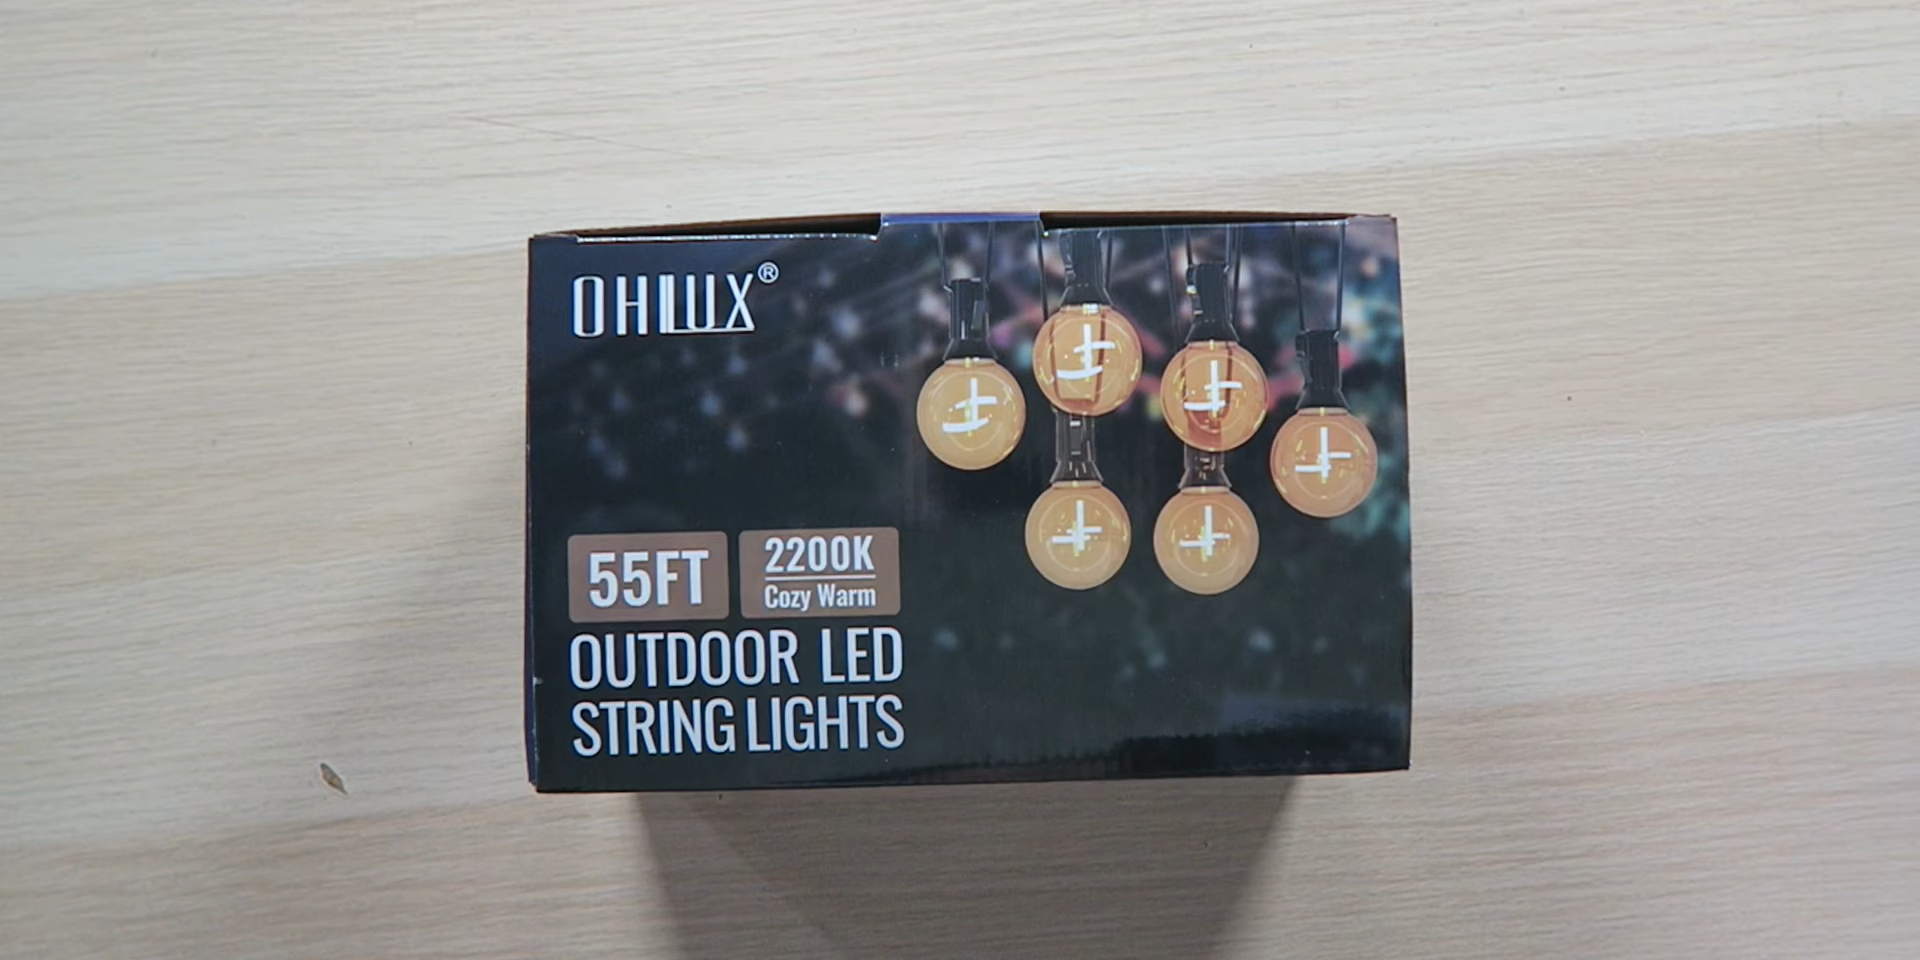 OHLUX®
55FT
2200K
Cozy Warm
OUTDOOR LED
STRING LIGHTS